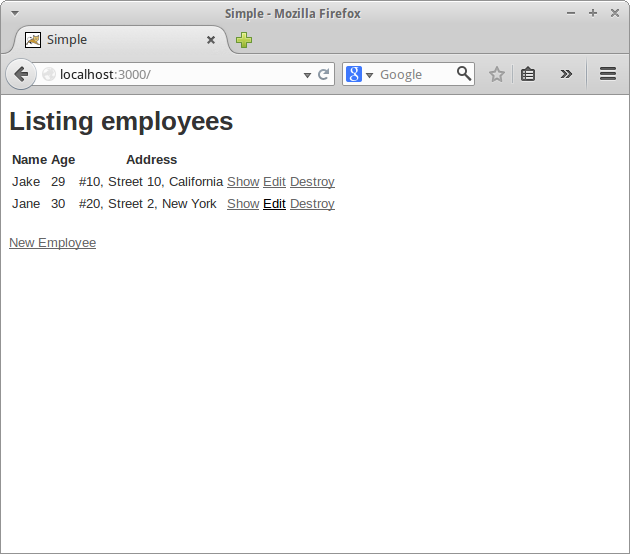 Simple - Mozilla Firefox
Simple
localhost:3000/
Google
Listing employees
Name Age Address
Jake 29 #10, Street 10, California Show Edit Destroy
Jane 30 #20, Street 2, New York Show Edit Destroy
New Employee